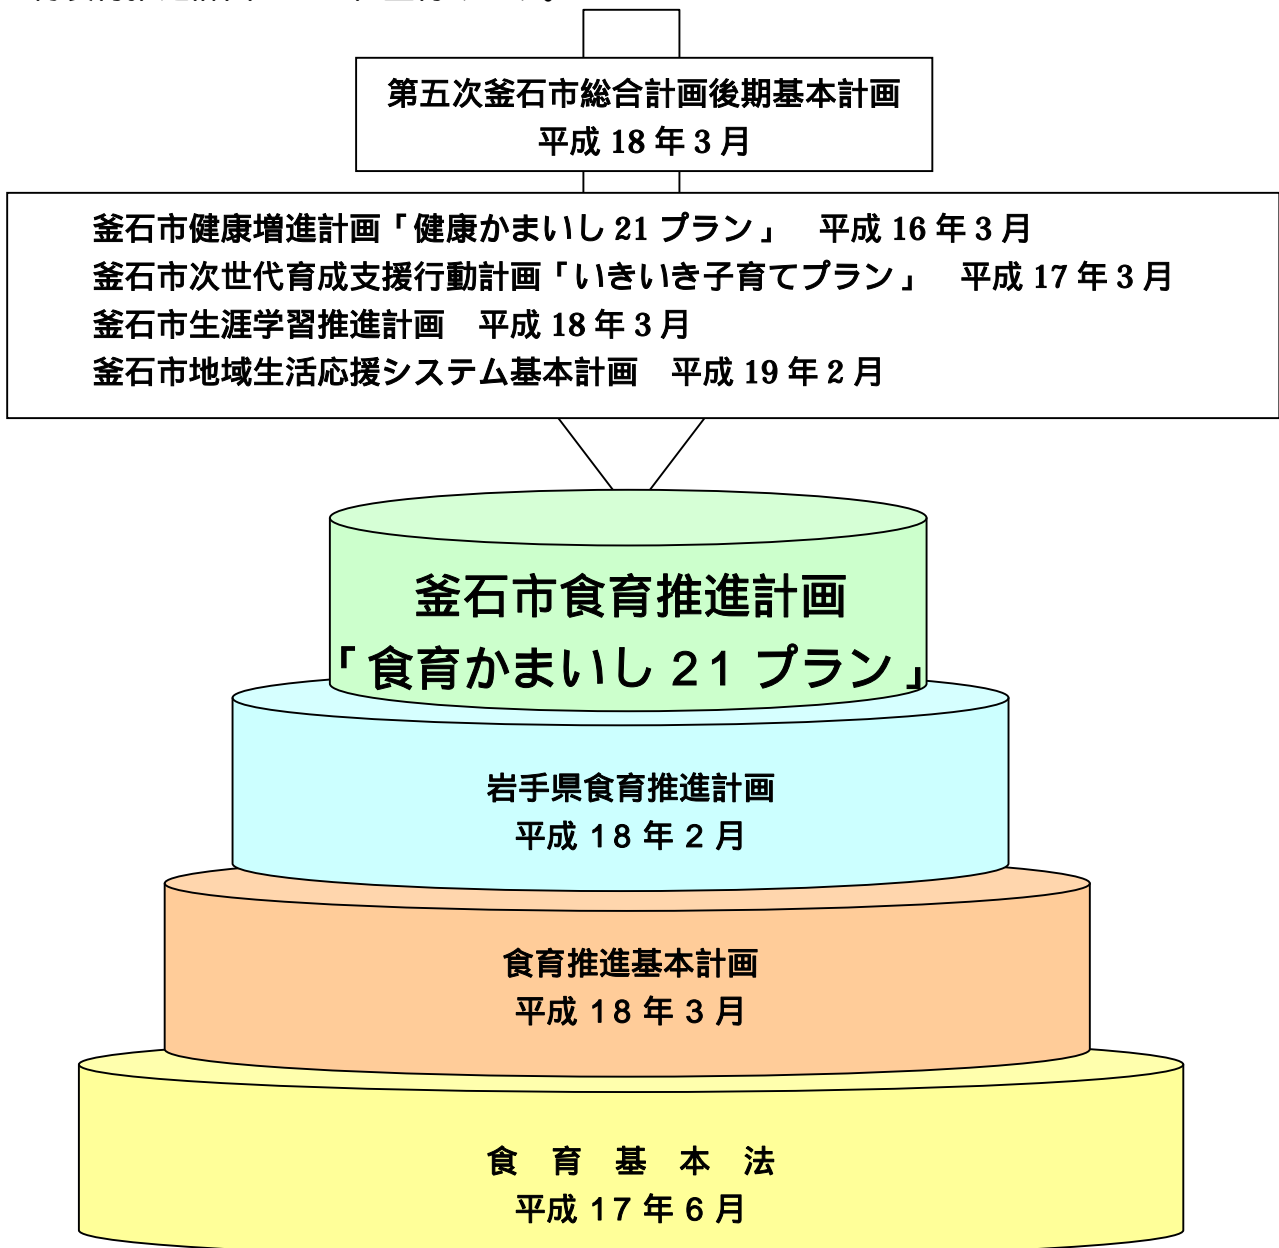 第五次釜石市総合計画後期基本計画
平成 18 年 3 月
釜石市健康増進計画「健康かまいし 21 プラン」　平成 16 年 3 月
釜石市次世代育成支援行動計画「いきいき子育てプラン」　平成 17 年 3 月
釜石市生涯学習推進計画　平成 18 年 3 月
釜石市地域生活応援システム基本計画　平成 19 年 2 月
釜石市食育推進計画
「食育かまいし 21 プラン」
岩手県食育推進計画
平成 18 年 2 月
食育推進基本計画
平成 18 年 3 月
食　育　基　本　法
平成 17 年 6 月